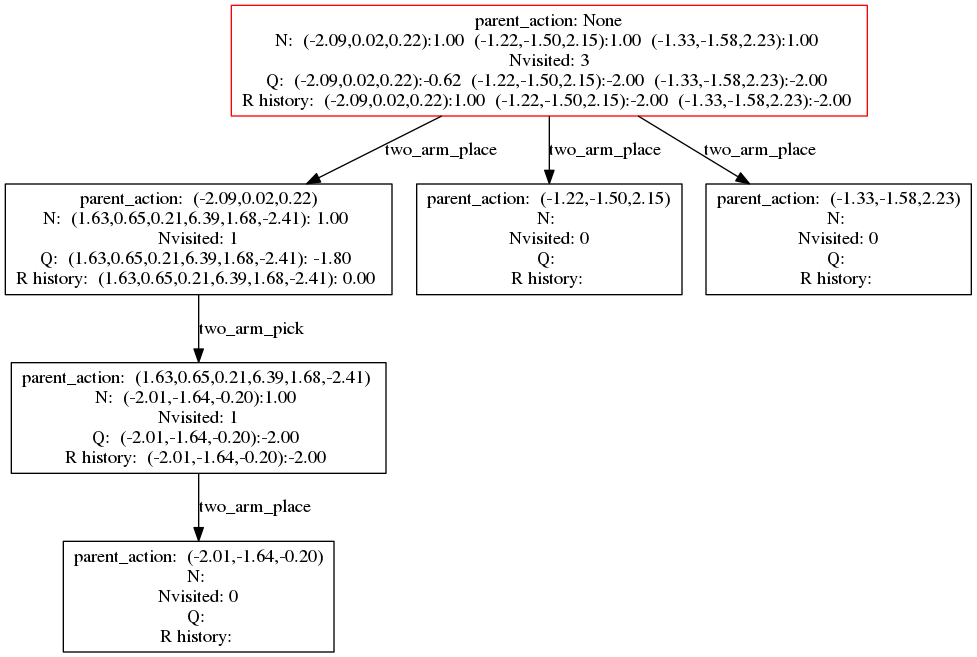 parent_action: None
N: (-2.09,0.02,0.22):1.00 (-1.22,-1.50,2.15):1.00 (-1.33,-1.58,2.23):1.00
Nvisited: 3
Q: (-2.09,0.02,0.22):-0.62 (-1.22,-1.50,2.15):-2.00 (-1.33,-1.58,2.23):-2.00
R history: (-2.09,0.02,0.22):1.00 (-1.22,-1.50,2.15):-2.00 (-1.33,-1.58,2.23):-2.00
two_arm_place
two_arm_place
two_arm_place
parent_action: (-2.09,0.02,0.22)
N: (1.63,0.65,0.21,6.39,1.68,-2.41): 1.00
Nvisited: 1
Q: (1.63,0.65,0.21,6.39,1.68,-2.41): -1.80
R history: (1.63,0.65,0.21,6.39,1.68,-2.41): 0.00
parent_action: (-1.22,-1.50,2.15)
N:
Nvisited: 0
Q:
R history:
parent_action: (-1.33,-1.58,2.23)
N:
Nvisited: 0
Q:
R history:
two_arm_pick
parent_action: (1.63,0.65,0.21,6.39,1.68,-2.41)
N: (-2.01,-1.64,-0.20):1.00
Nvisited: 1
Q: (-2.01,-1.64,-0.20):-2.00
R history: (-2.01,-1.64,-0.20):-2.00
two_arm_place
parent_action: (-2.01,-1.64,-0.20)
N:
Nvisited: 0
Q:
R history: